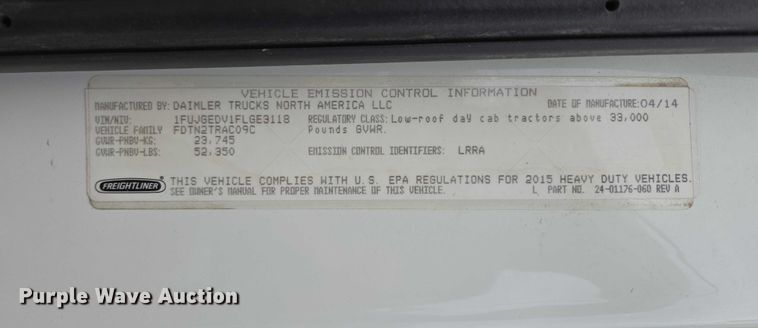 VEHICLE EMISSION CONTROL INFORMATION
MANUFACTURED BY: DAIMLER TRUCKS NORTH AMERICA LLC DATE OF MANUFACTURE: 04/14
VIN/NIV: 1FUJGEDV1FLGE3118 REGULATORY CLASS: Low-roof day cab tractors above 33,000
VEHICLE FAMILY FDTN2TRAC09C Pounds GVWR.
GVWR-PNBV-KG: 23,745
GVWR-PNBV-LBS: 52,350 EMISSION CONTROL IDENTIFIERS: LRRA
FREIGHTLINER THIS VEHICLE COMPLIES WITH U.S. EPA REGULATIONS FOR 2015 HEAVY DUTY VEHICLES.
SEE OWNER'S MANUAL FOR PROPER MAINTENANCE OF THIS VEHICLE. L, PART NO. 24-01176-060 REV A
Purple Wave Auction